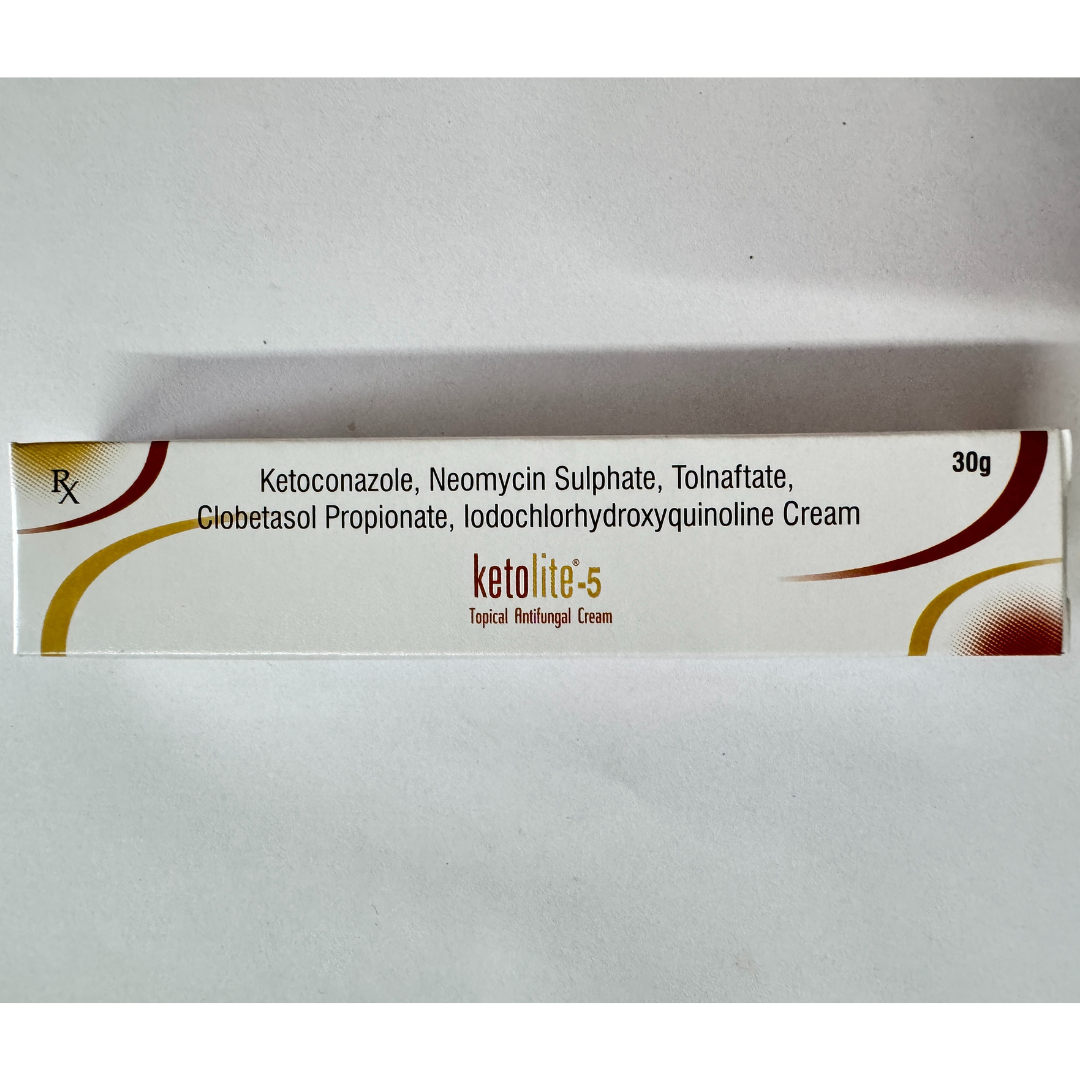 Rx
Ketoconazole, Neomycin Sulphate, Tolnaftate,
Clobetasol Propionate, Iodochlorhydroxyquinoline Cream
30g
ketolite®-5
Topical Antifungal Cream